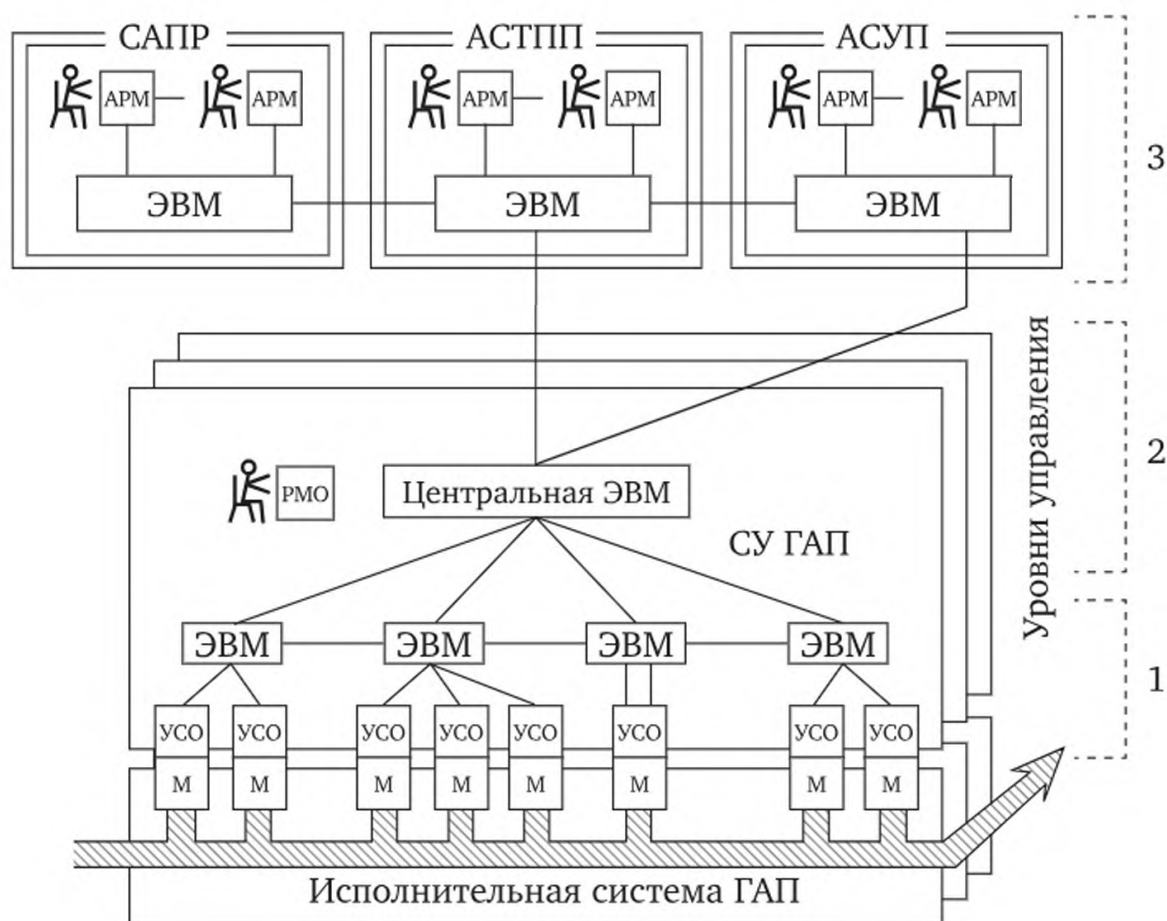 САПР
АСТПП
АСУП
АРМ
АРМ
АРМ
АРМ
АРМ
АРМ
ЭВМ
ЭВМ
ЭВМ
3
Уровни управления
2
РМО
Центральная ЭВМ
СУ ГАП
ЭВМ
ЭВМ
ЭВМ
ЭВМ
1
УСО
УСО
УСО
УСО
УСО
УСО
УСО
УСО
М
М
М
М
М
М
М
М
Исполнительная система ГАП